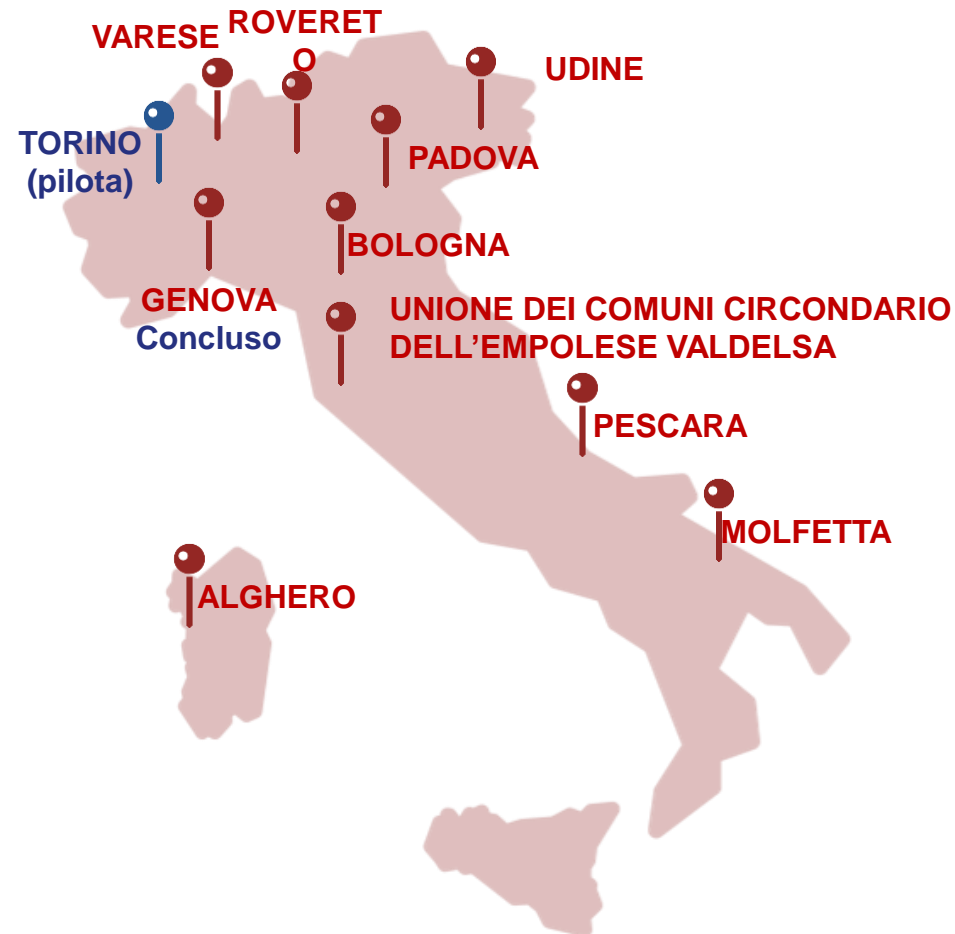 VARESE
ROVERET
O
UDINE
TORINO
(pilota)
PADOVA
BOLOGNA
GENOVA
Concluso
UNIONE DEI COMUNI CIRCONDARIO
DELL’EMPOLESE VALDELSA
PESCARA
MOLFETTA
ALGHERO